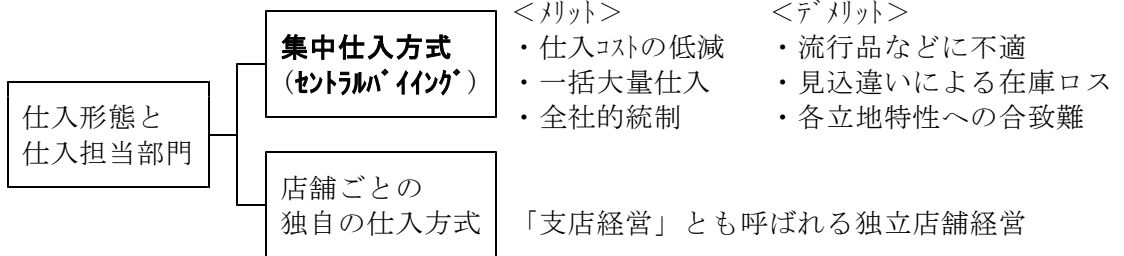 仕入形態と
仕入担当部門
集中仕入方式
(ｾﾝﾄﾗﾙﾊﾞｲｲﾝｸﾞ)
＜ﾒﾘｯﾄ＞
・仕入ｺｽﾄの低減
・一括大量仕入
・全社的統制
＜ﾃﾞﾒﾘｯﾄ＞
・流行品などに不適
・見込違いによる在庫ロス
・各立地特性への合致難
店舗ごとの
独自の仕入方式
「支店経営」とも呼ばれる独立店舗経営